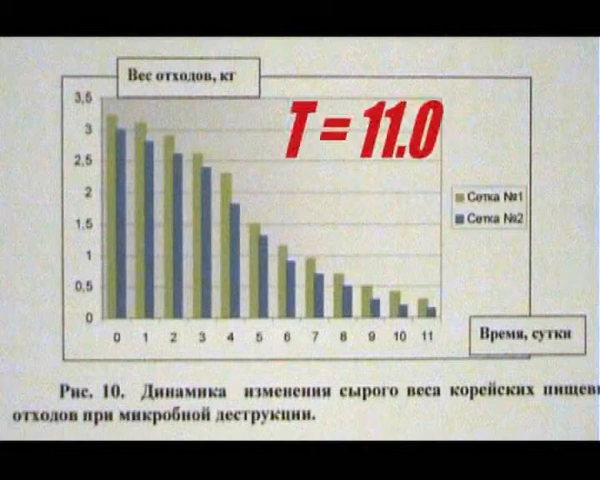 Вес отходов, кг
T = 11.0
3,5
3
2,5
2
1,5
1
0,5
0
0 1 2 3 4 5 6 7 8 9 10 11
Сетка №1
Сетка №2
Время, сутки
Рис. 10. Динамика изменения сырого веса корейских пищев
отходов при микробной деструкции.